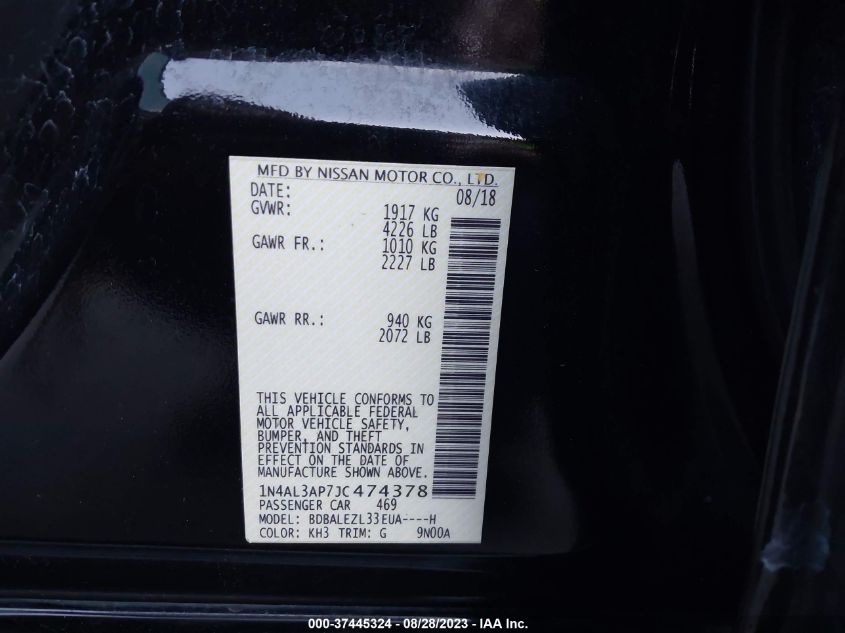 MFD BY NISSAN MOTOR CO., LTD.
DATE: 08/18
GVWR: 1917 KG
4226 LB
GAWR FR.: 1010 KG
2227 LB
GAWR RR.: 940 KG
2072 LB
THIS VEHICLE CONFORMS TO
ALL APPLICABLE FEDERAL
MOTOR VEHICLE SAFETY,
BUMPER, AND THEFT
PREVENTION STANDARDS IN
EFFECT ON THE DATE OF
MANUFACTURE SHOWN ABOVE.
1N4AL3AP7JC474378
PASSENGER CAR 469
MODEL: BDBALEZL33EUA----H
COLOR: KH3 TRIM: G 9N00A
000-37445324 - 08/28/2023 - IAA Inc.